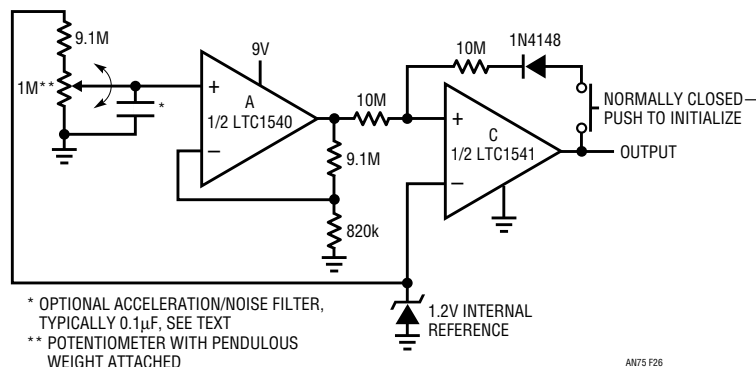 9.1M
1M**
*
+
A
1/2 LTC1540
−
9V
10M
9.1M
820k
10M
1N4148
+
C
1/2 LTC1541
−
NORMALLY CLOSED—
PUSH TO INITIALIZE
OUTPUT
1.2V INTERNAL
REFERENCE
* OPTIONAL ACCELERATION/NOISE FILTER,
TYPICALLY 0.1µF, SEE TEXT
** POTENTIOMETER WITH PENDULOUS
WEIGHT ATTACHED
AN75 F26